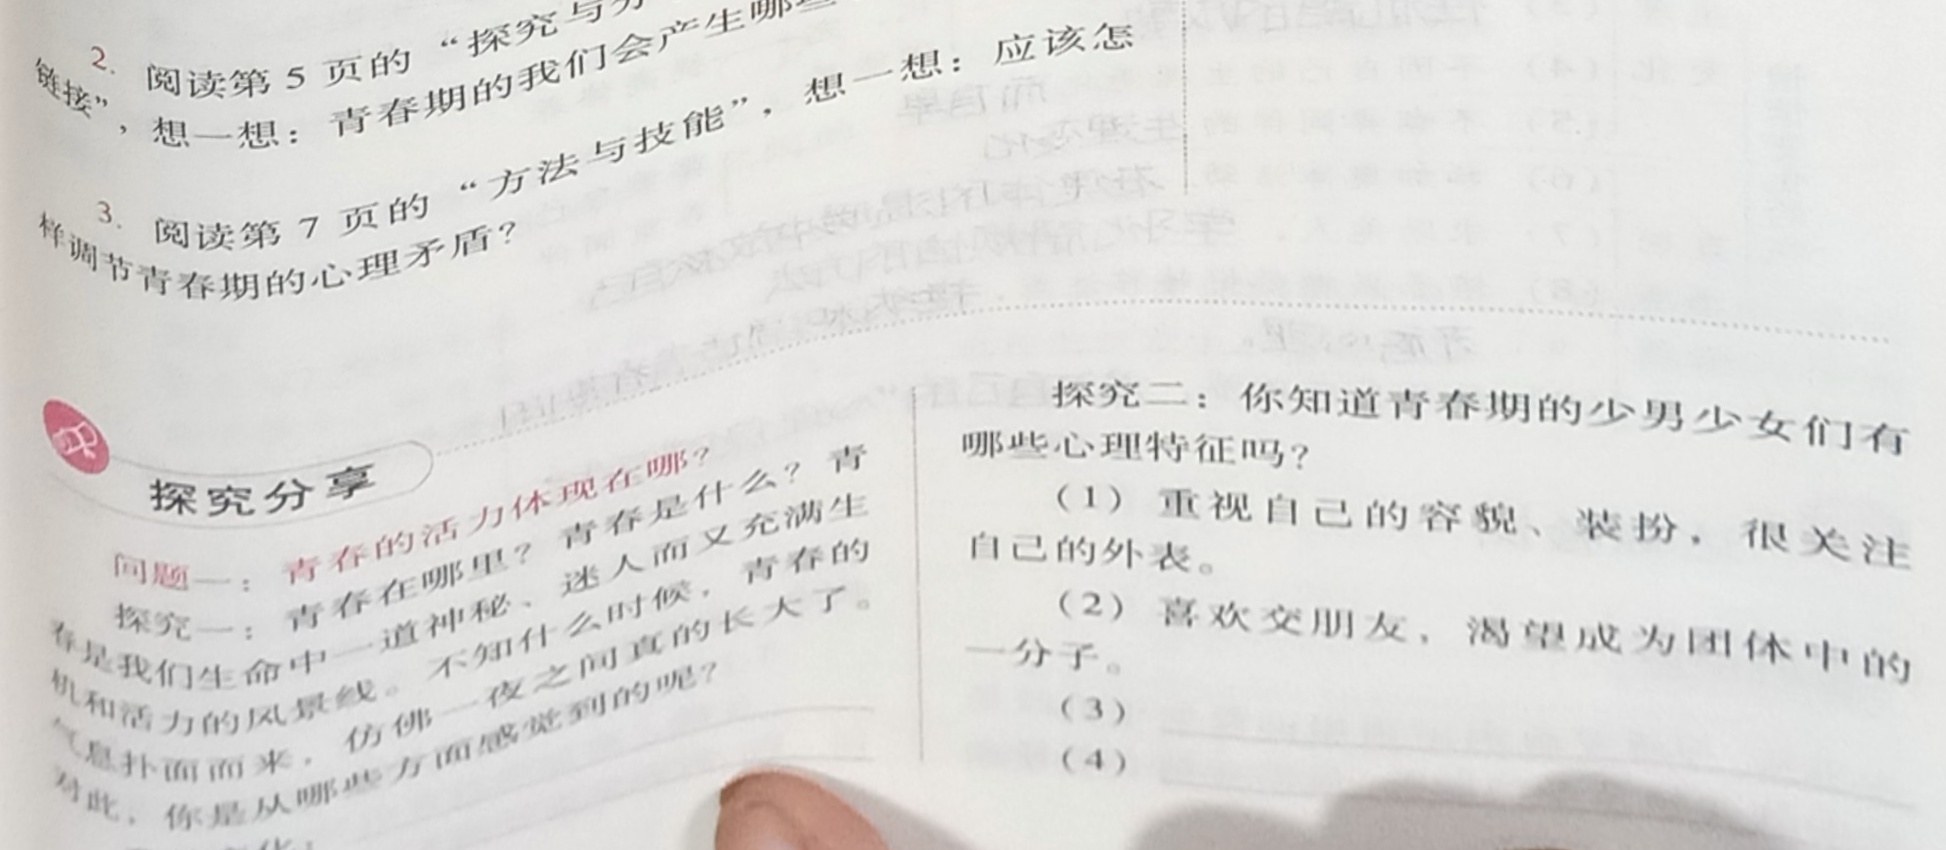 2. 阅读第 5 页的 “探究与分
链接”，想一想：青春期的我们会产生哪些
3. 阅读第 7 页的 “方法与技能”，想一想：应该怎
样调节青春期的心理矛盾？
探究分享
问题一：青春的活力体现在哪？
探究一：青春在哪里？青春是什么？青
春是我们生命中一道神秘、迷人而又充满生
机和活力的风景线。不知什么时候，青春的
气息扑面而来，仿佛一夜之间真的长大了。
对此，你是从哪些方面感觉到的呢？
探究二：你知道青春期的少男少女们有
哪些心理特征吗？
（1）重视自己的容貌、装扮，很关注
自己的外表。
（2）喜欢交朋友，渴望成为团体中的
一分子。
（3）
（4）